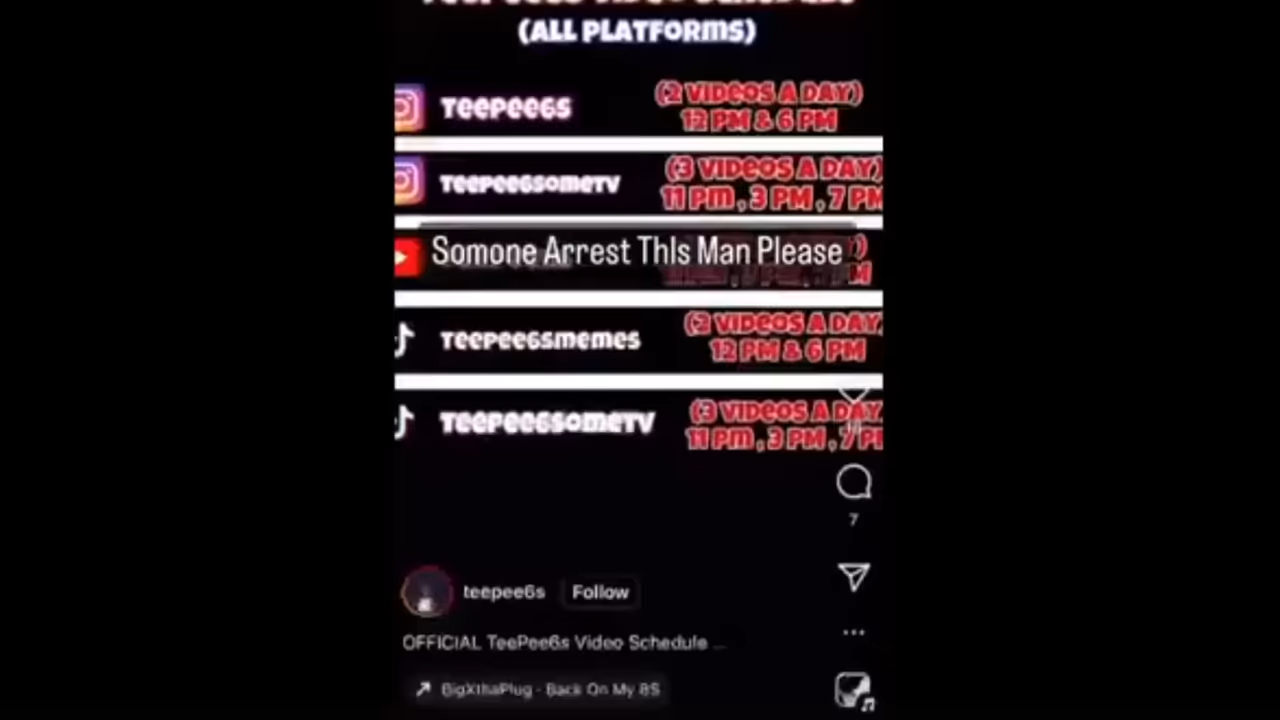 (ALL PLATFORMS)
TeePee6s
(2 VIDEOS A DAY)
12 PM & 6 PM
TeePee6someTV
(3 VIDEOS A DAY)
11 PM, 3 PM, 7 PM
Somone Arrest ThIs Man Please
TeePee6smemes
(2 VIDEOS A DAY
12 PM & 6 PM
TeePee6someTV
(3 VIDEOS A DAY
11 PM, 3 PM, 7 P
7
teepee6s Follow
OFFICIAL TeePee6s Video Schedule ...
BigXthaPlug - Back On My BS